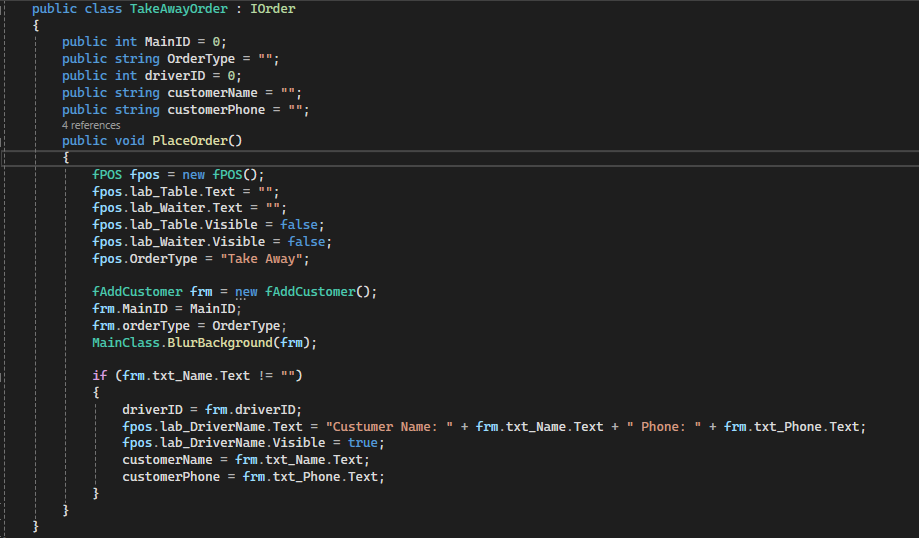 public class TakeAwayOrder : IOrder
{
public int MainID = 0;
public string OrderType = "";
public int driverID = 0;
public string customerName = "";
public string customerPhone = "";
4 references
public void PlaceOrder()
{
fPOS fpos = new fPOS();
fpos.lab_Table.Text = "";
fpos.lab_Waiter.Text = "";
fpos.lab_Table.Visible = false;
fpos.lab_Waiter.Visible = false;
fpos.OrderType = "Take Away";
fAddCustomer frm = new fAddCustomer();
frm.MainID = MainID;
frm.orderType = OrderType;
MainClass.BlurBackground(frm);
if (frm.txt_Name.Text != "")
{
driverID = frm.driverID;
fpos.lab_DriverName.Text = "Custumer Name: " + frm.txt_Name.Text + " Phone: " + frm.txt_Phone.Text;
fpos.lab_DriverName.Visible = true;
customerName = frm.txt_Name.Text;
customerPhone = frm.txt_Phone.Text;
}
}
}